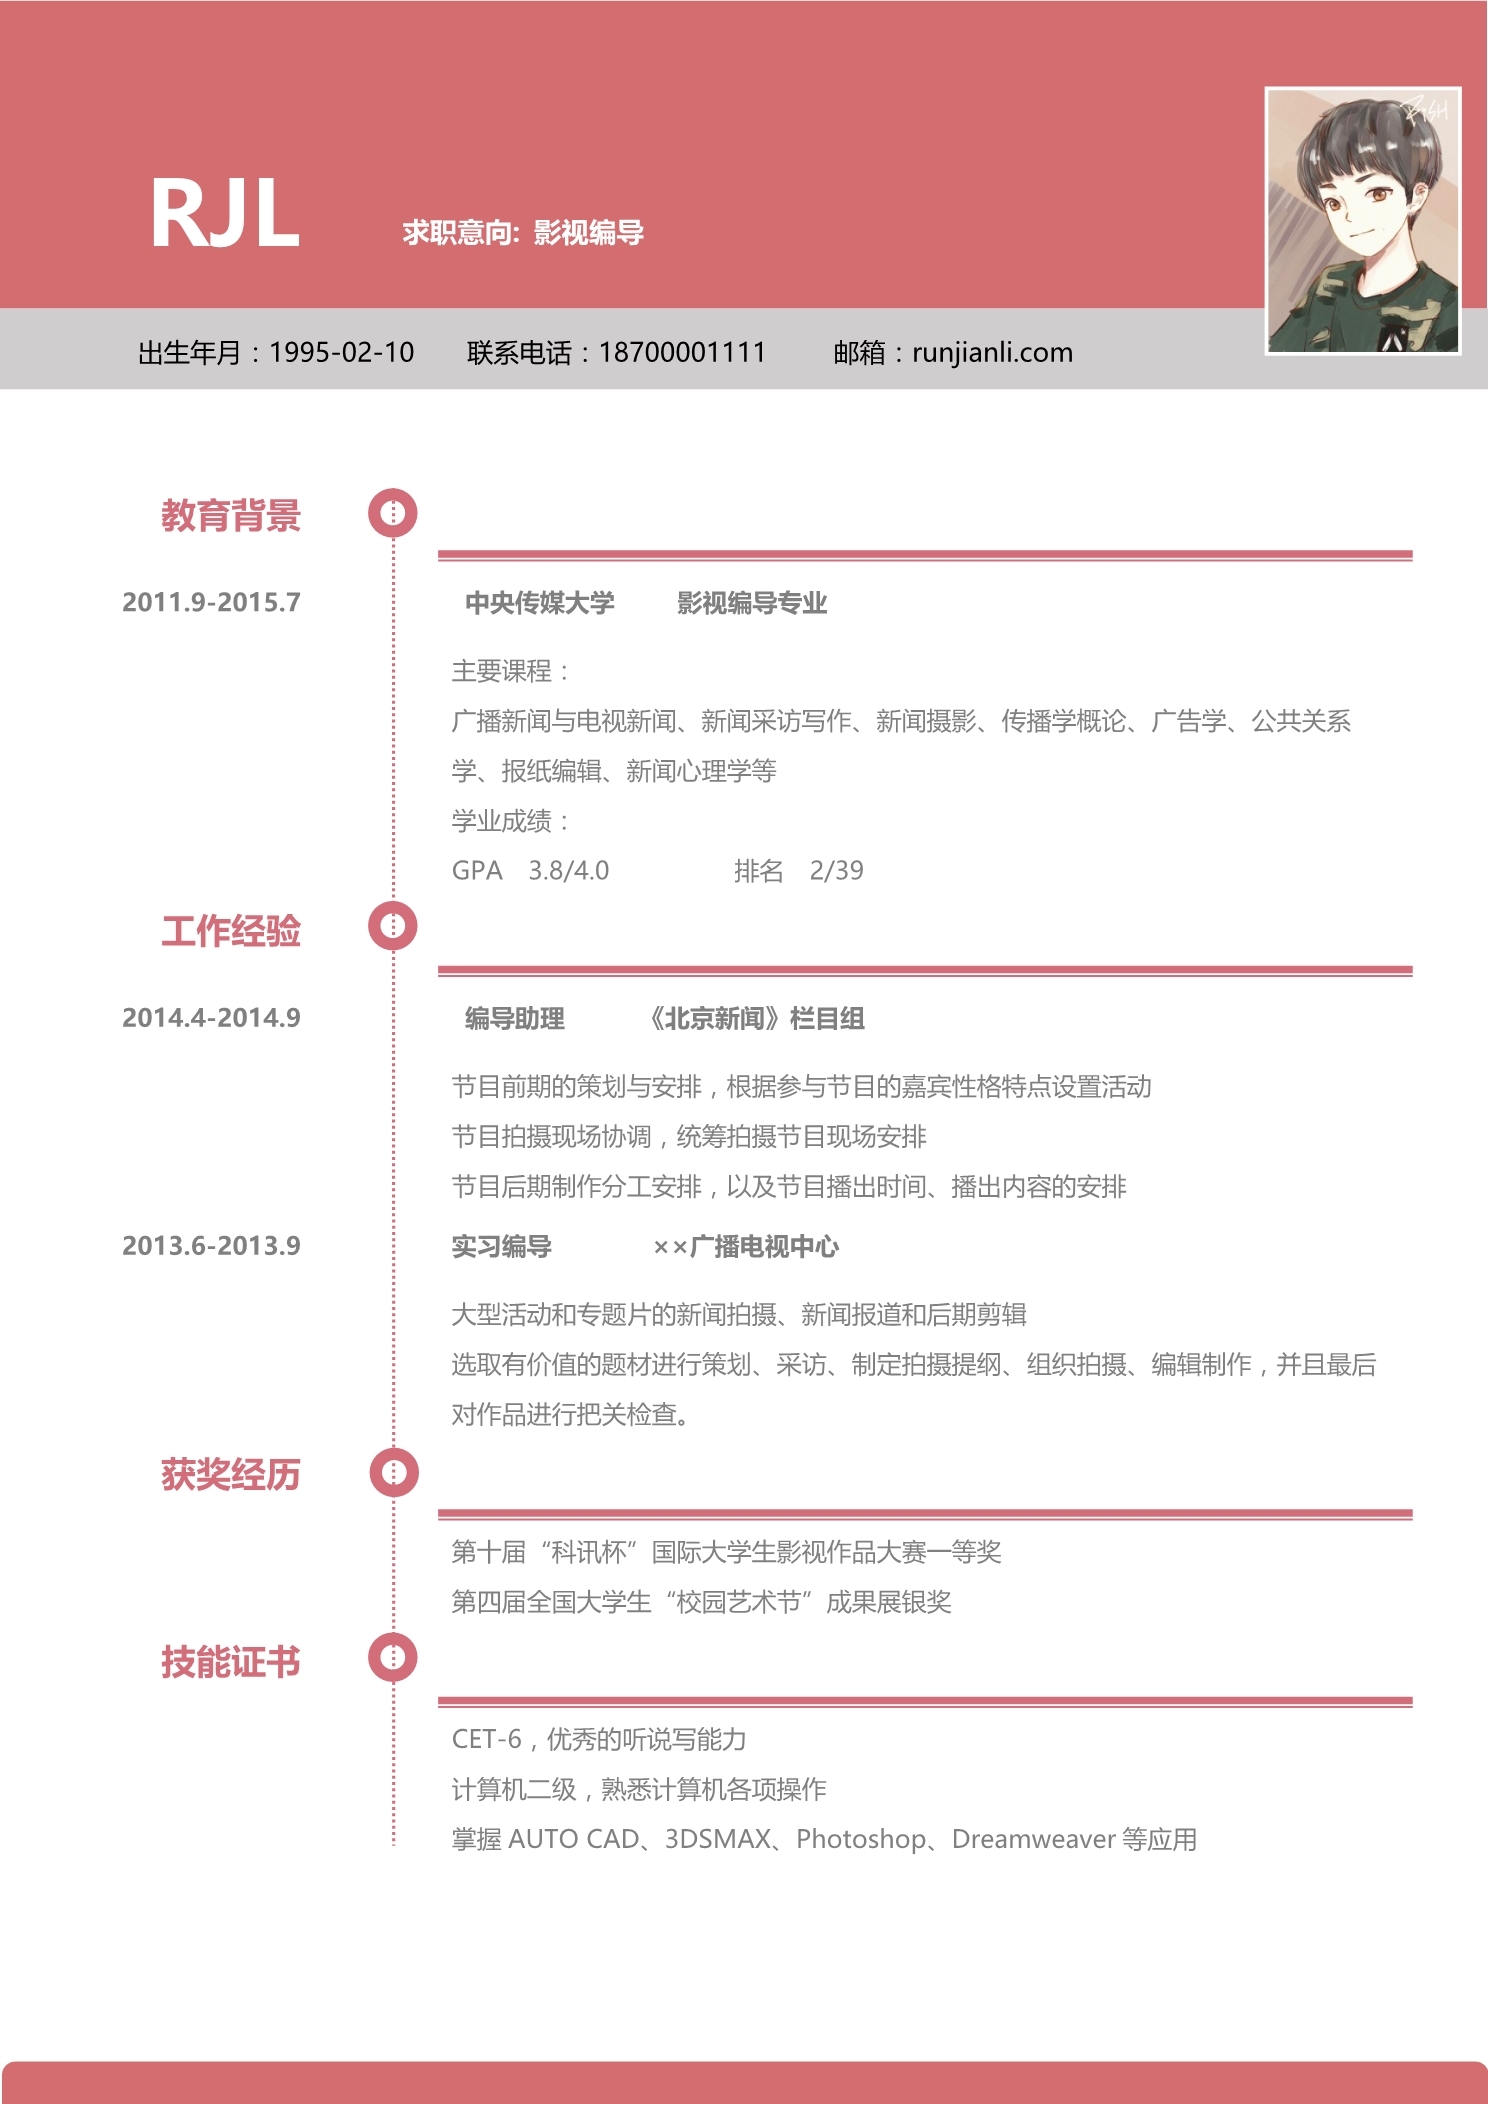 RJL
求职意向: 影视编导
出生年月：1995-02-10 联系电话：18700001111 邮箱：runjianli.com
教育背景
2011.9-2015.7 中央传媒大学 影视编导专业
主要课程：
广播新闻与电视新闻、新闻采访写作、新闻摄影、传播学概论、广告学、公共关系
学、报纸编辑、新闻心理学等
学业成绩：
GPA 3.8/4.0 排名 2/39
工作经验
2014.4-2014.9 编导助理 《北京新闻》栏目组
节目前期的策划与安排，根据参与节目的嘉宾性格特点设置活动
节目拍摄现场协调，统筹拍摄节目现场安排
节目后期制作分工安排，以及节目播出时间、播出内容的安排
2013.6-2013.9 实习编导 ××广播电视中心
大型活动和专题片的新闻拍摄、新闻报道和后期剪辑
选取有价值的题材进行策划、采访、制定拍摄提纲、组织拍摄、编辑制作，并且最后
对作品进行把关检查。
获奖经历
第十届“科讯杯”国际大学生影视作品大赛一等奖
第四届全国大学生“校园艺术节”成果展银奖
技能证书
CET-6，优秀的听说写能力
计算机二级，熟悉计算机各项操作
掌握 AUTO CAD、3DSMAX、Photoshop、Dreamweaver 等应用